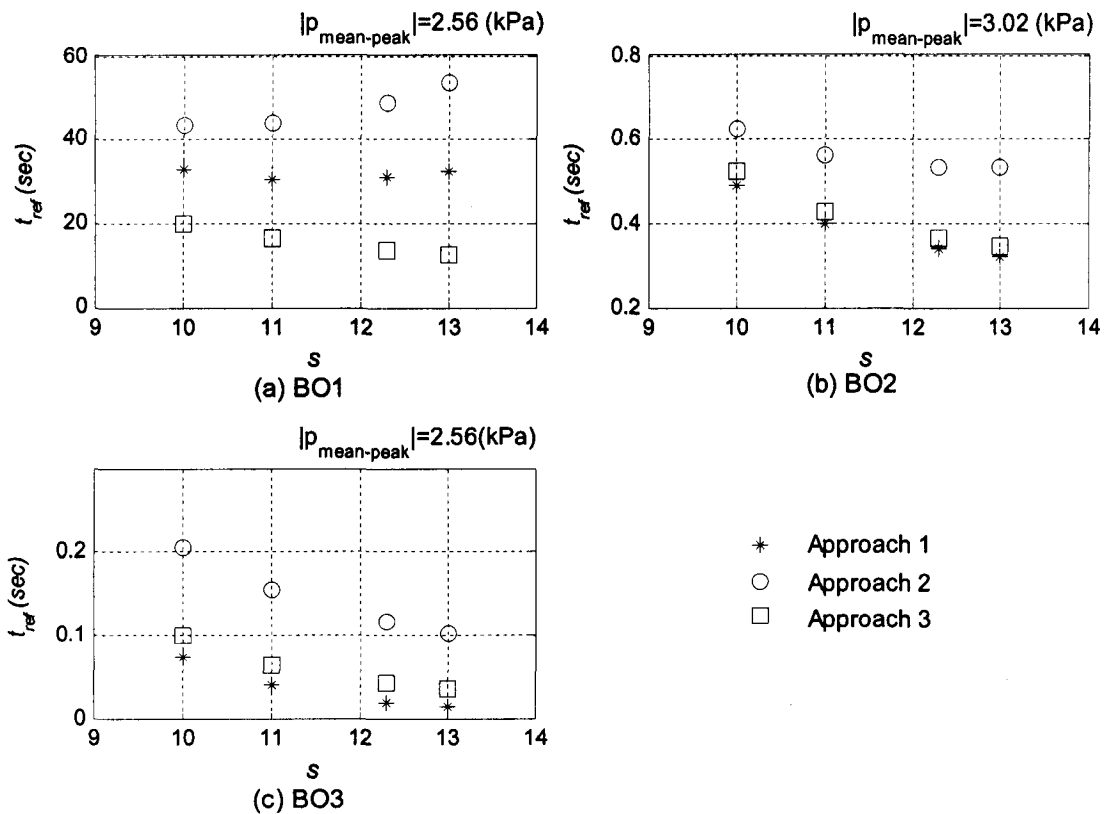 |p_mean-peak|=2.56 (kPa)
60
40
20
0
t_ref (sec)
9 10 11 12 13 14
s
(a) BO1
|p_mean-peak|=3.02 (kPa)
0.8
0.6
0.4
0.2
t_ref (sec)
9 10 11 12 13 14
s
(b) BO2
|p_mean-peak|=2.56(kPa)
0.2
0.1
0
t_ref (sec)
9 10 11 12 13 14
s
(c) BO3
Approach 1
Approach 2
Approach 3